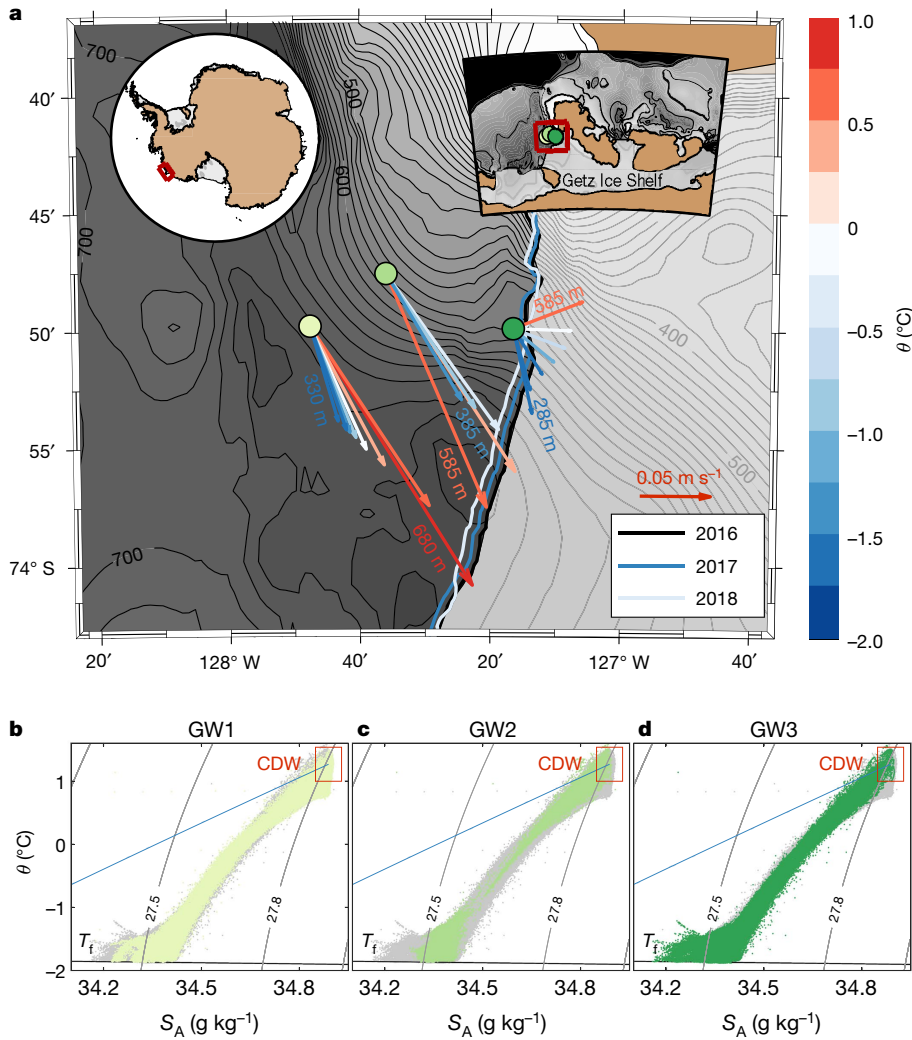 a
700
500
600
700
700
400
500
40′
45′
50′
55′
74° S
Getz Ice Shelf
585 m
330 m
385 m
285 m
585 m
680 m
0.05 m s⁻¹
2016
2017
2018
20′
128° W
40′
20′
127° W
40′
1.0
0.5
0
−0.5
−1.0
−1.5
−2.0
θ (°C)
b
GW1
CDW
27.5
27.8
T_f
1
0
−1
−2
θ (°C)
34.2
34.5
34.8
S_A (g kg⁻¹)
c
GW2
CDW
27.5
27.8
T_f
34.2
34.5
34.8
S_A (g kg⁻¹)
d
GW3
CDW
27.5
27.8
T_f
34.2
34.5
34.8
S_A (g kg⁻¹)